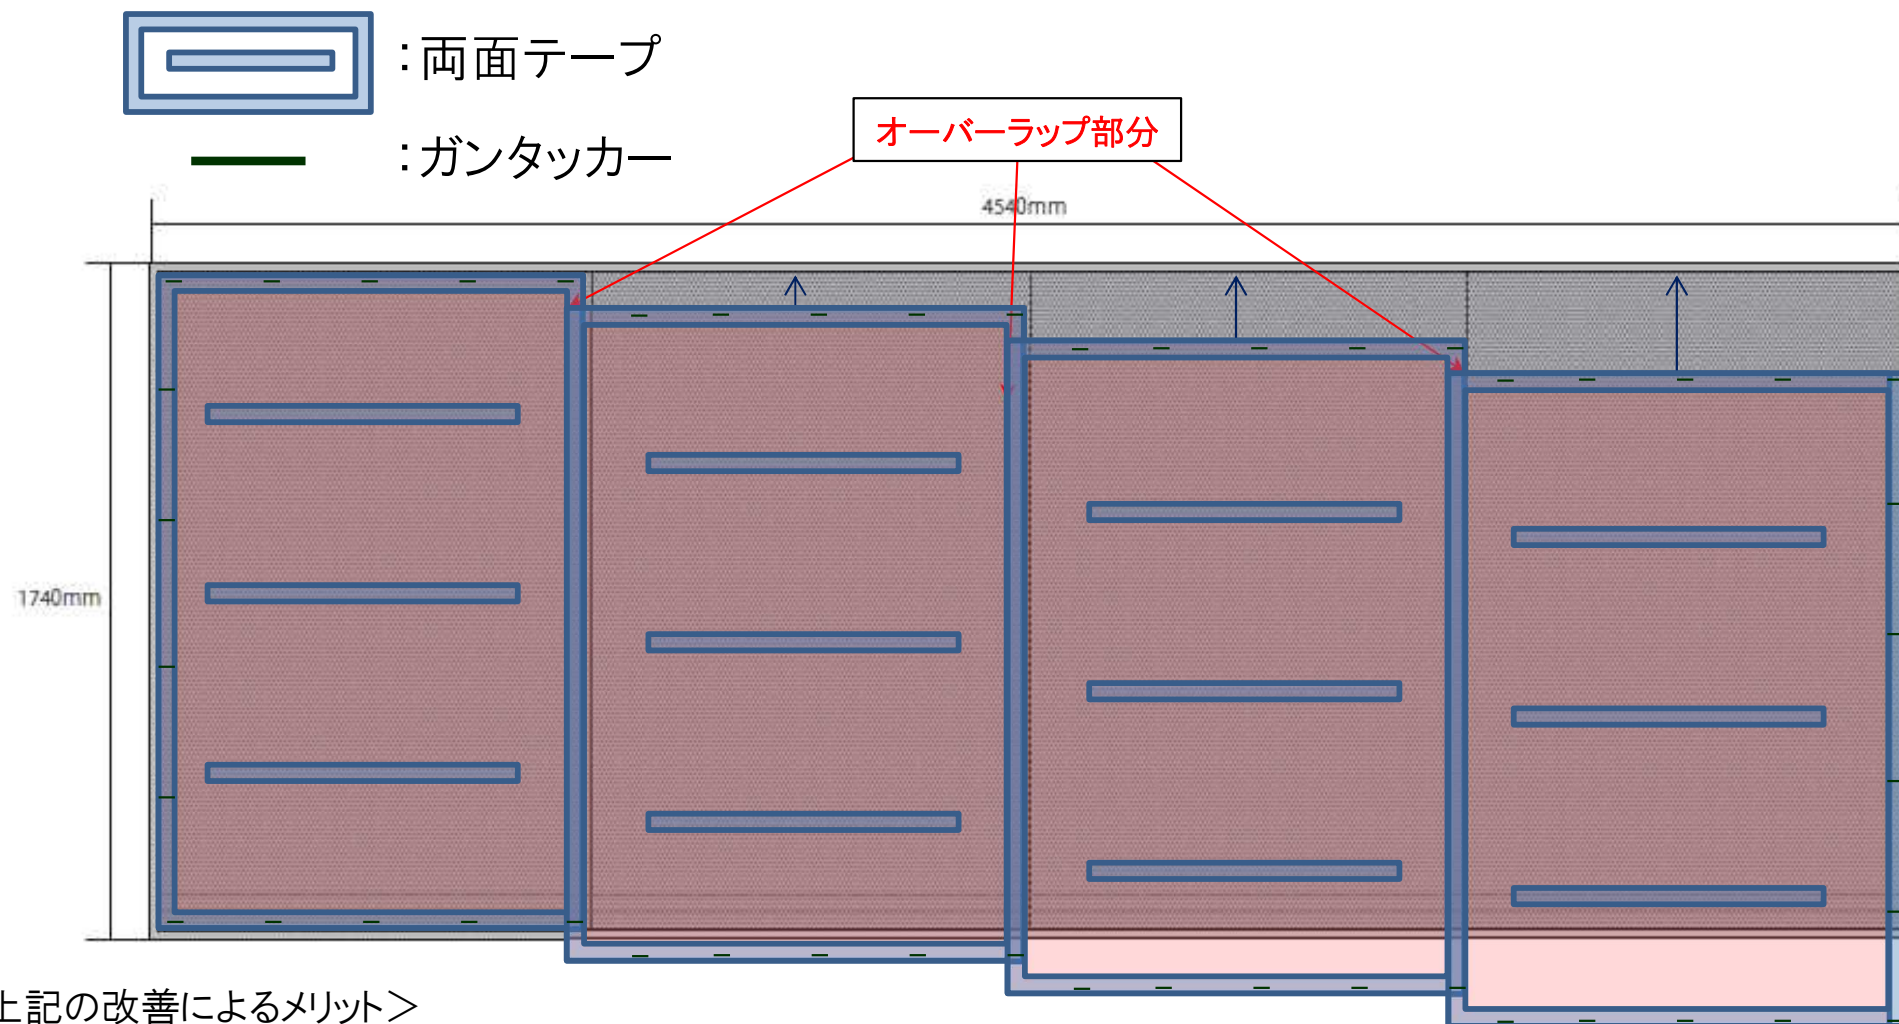 ：両面テープ
：ガンタッカー
オーバーラップ部分
4540mm
1740mm
上記の改善によるメリット＞